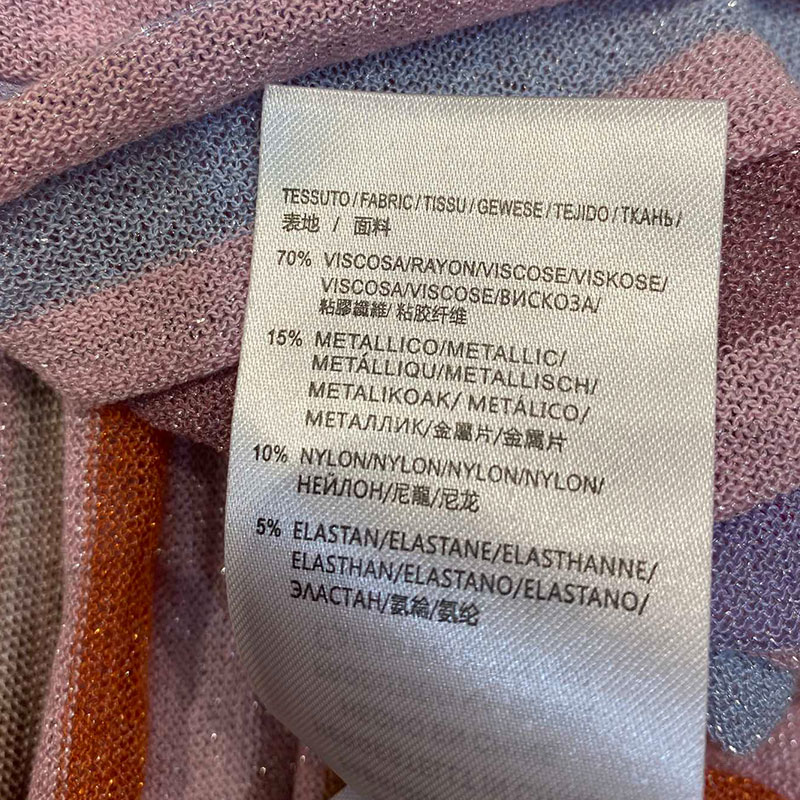 TESSUTO/FABRIC/TISSU/GEWESE/TEJIDO/ТКАНЬ/
表地 / 面料
70% VISCOSA/RAYON/VISCOSE/VISKOSE/
VISCOSA/VISCOSE/ВИСКОЗА/
粘膠纖維/ 粘胶纤维
15% METALLICO/METALLIC/
METÁLLIQU/METALLISCH/
METALIKOAK/ METÁLICO/
МЕТАЛЛИК/金屬片/金属片
10% NYLON/NYLON/NYLON/NYLON/
НЕЙЛОН/尼龍/尼龙
5% ELASTAN/ELASTANE/ELASTHANNE/
ELASTHAN/ELASTANO/ELASTANO/
ЭЛАСТАН/氨綸/氨纶